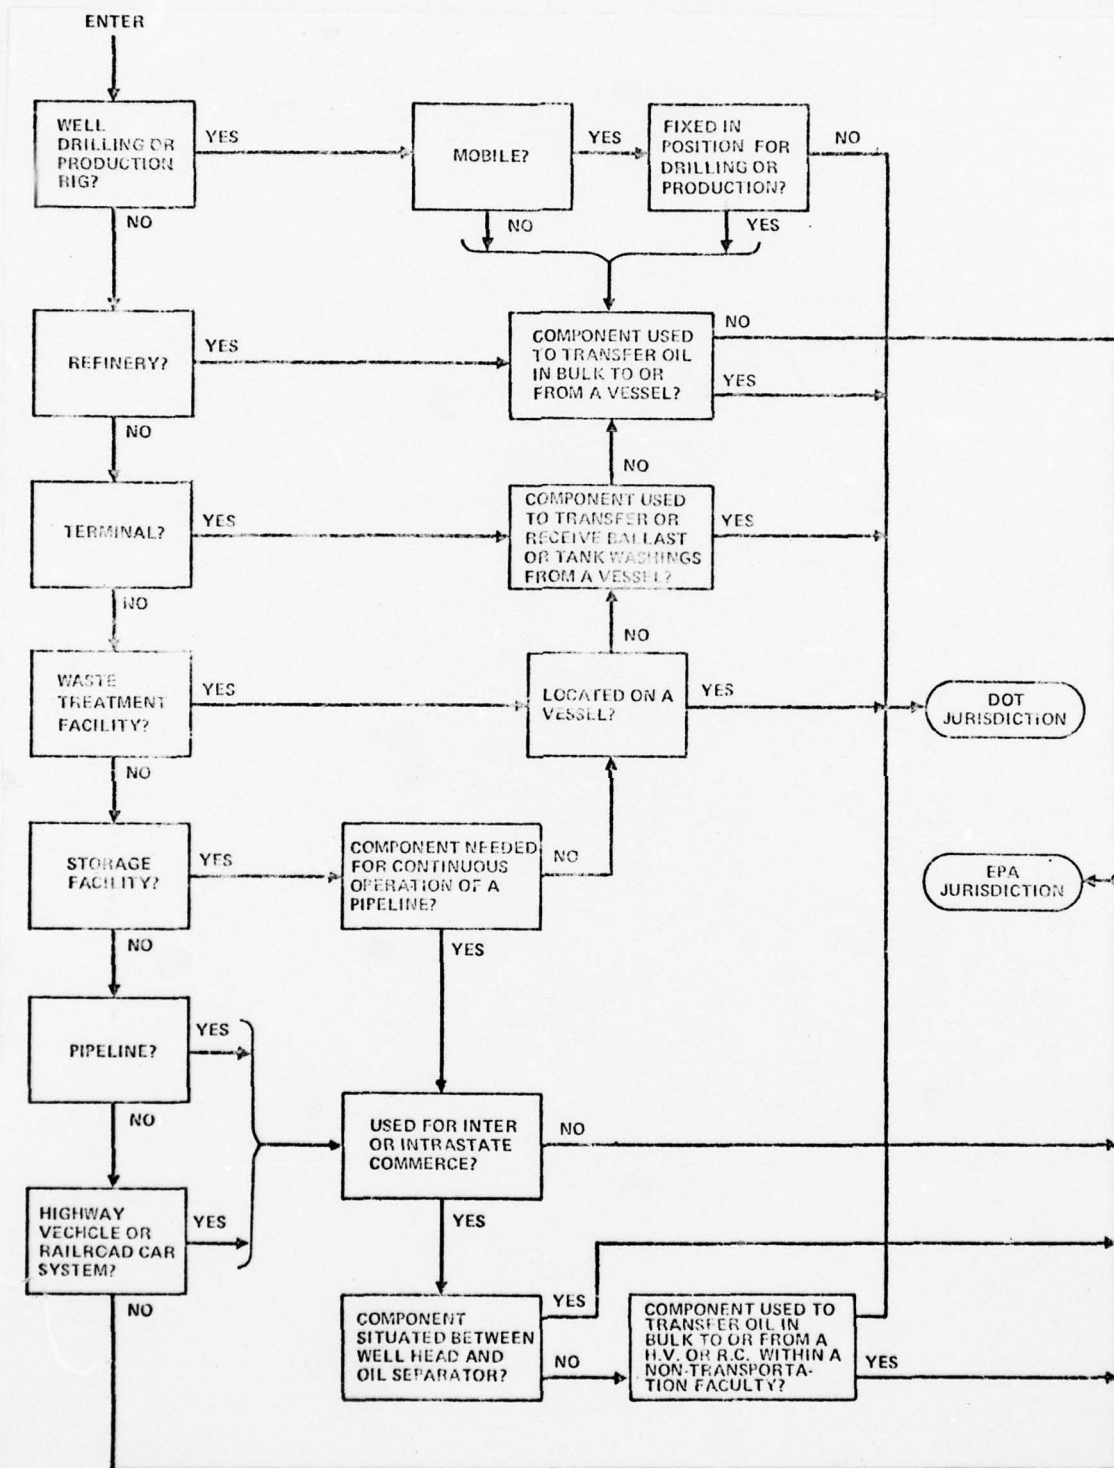 ENTER
WELL
DRILLING OR
PRODUCTION
RIG?
YES
MOBILE?
YES
FIXED IN
POSITION FOR
DRILLING OR
PRODUCTION?
NO
NO
NO
YES
REFINERY?
YES
COMPONENT USED
TO TRANSFER OIL
IN BULK TO OR
FROM A VESSEL?
NO
YES
NO
NO
TERMINAL?
YES
COMPONENT USED
TO TRANSFER OR
RECEIVE BALLAST
OR TANK WASHINGS
FROM A VESSEL?
YES
NO
NO
WASTE
TREATMENT
FACILITY?
YES
LOCATED ON A
VESSEL?
YES
DOT
JURISDICTION
NO
STORAGE
FACILITY?
YES
COMPONENT NEEDED
FOR CONTINUOUS
OPERATION OF A
PIPELINE?
NO
EPA
JURISDICTION
NO
YES
PIPELINE?
YES
NO
USED FOR INTER
OR INTRASTATE
COMMERCE?
NO
HIGHWAY
VECHCLE OR
RAILROAD CAR
SYSTEM?
YES
YES
NO
COMPONENT
SITUATED BETWEEN
WELL HEAD AND
OIL SEPARATOR?
YES
NO
COMPONENT USED TO
TRANSFER OIL IN
BULK TO OR FROM A
H.V. OR R.C. WITHIN A
NON-TRANSPORTA-
TION FACULTY?
YES